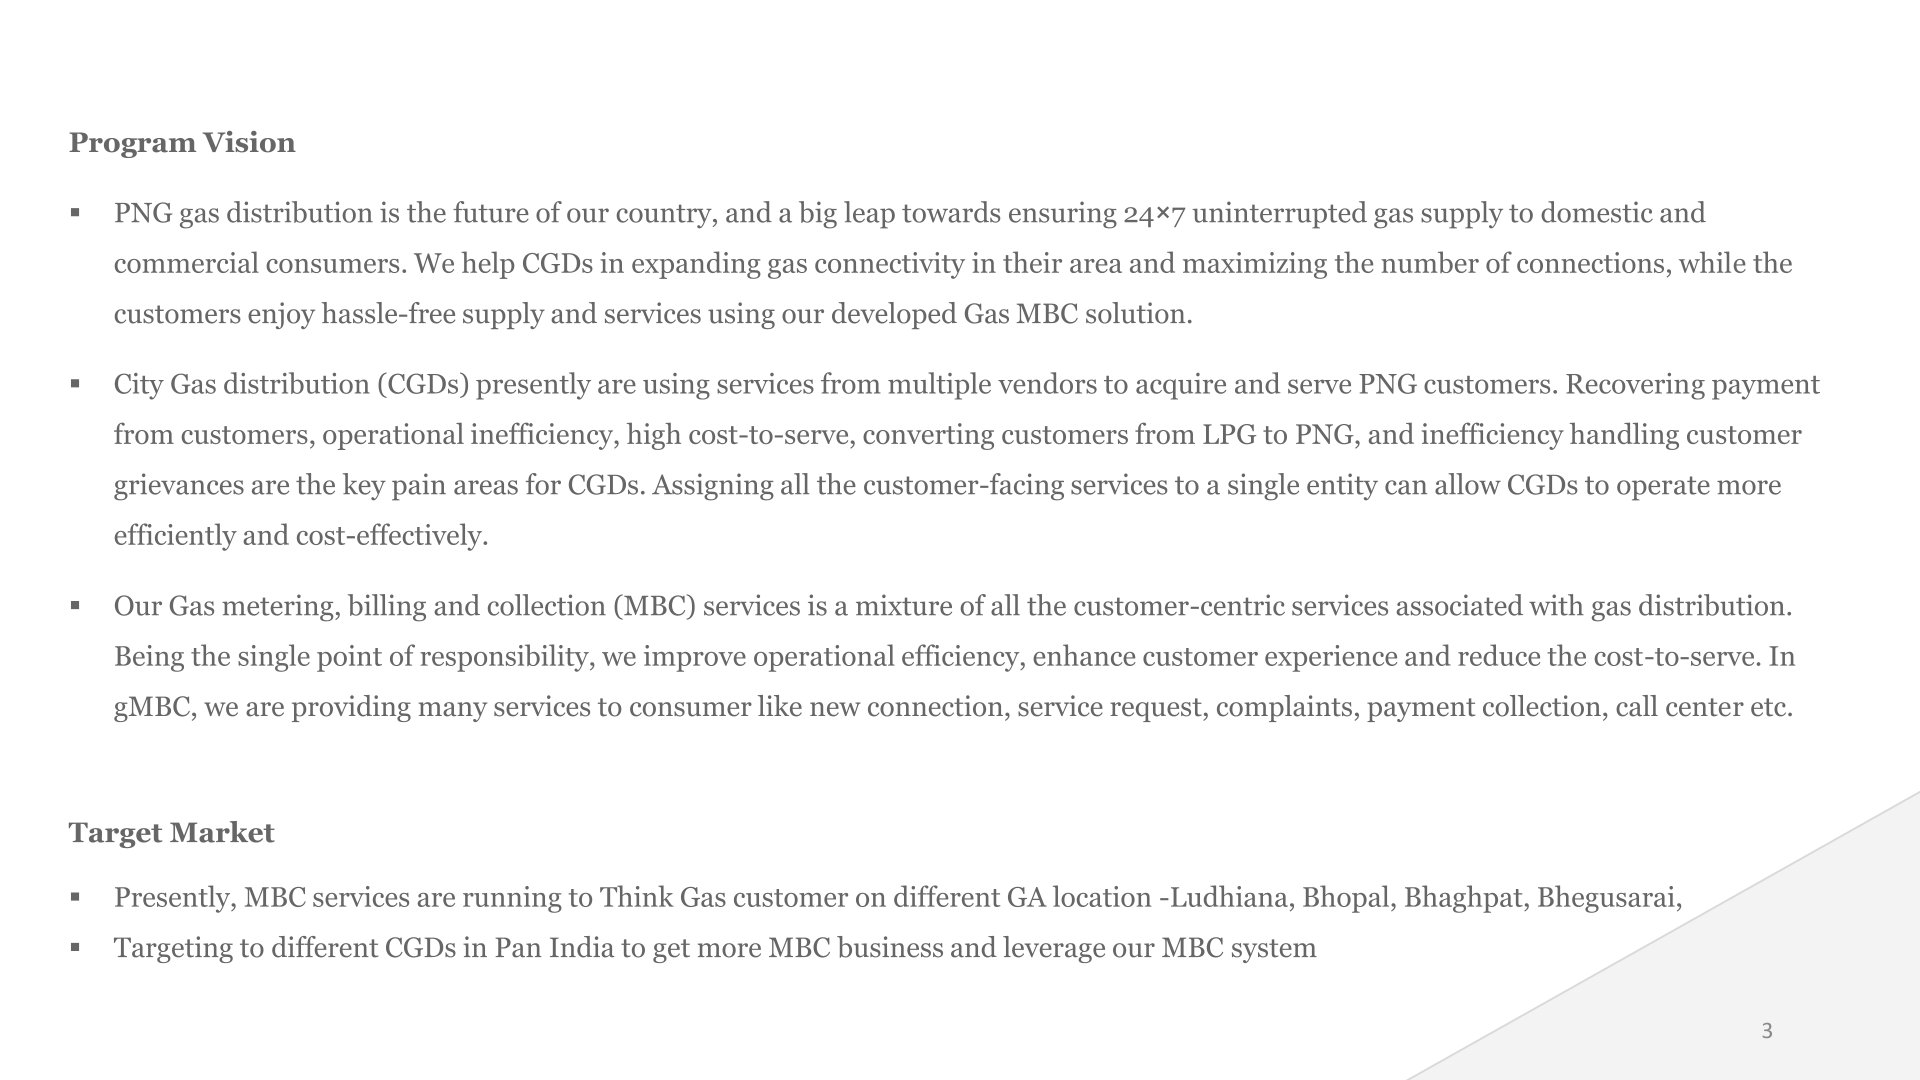 Program Vision
▪ PNG gas distribution is the future of our country, and a big leap towards ensuring 24×7 uninterrupted gas supply to domestic and
commercial consumers. We help CGDs in expanding gas connectivity in their area and maximizing the number of connections, while the
customers enjoy hassle-free supply and services using our developed Gas MBC solution.
▪ City Gas distribution (CGDs) presently are using services from multiple vendors to acquire and serve PNG customers. Recovering payment
from customers, operational inefficiency, high cost-to-serve, converting customers from LPG to PNG, and inefficiency handling customer
grievances are the key pain areas for CGDs. Assigning all the customer-facing services to a single entity can allow CGDs to operate more
efficiently and cost-effectively.
▪ Our Gas metering, billing and collection (MBC) services is a mixture of all the customer-centric services associated with gas distribution.
Being the single point of responsibility, we improve operational efficiency, enhance customer experience and reduce the cost-to-serve. In
gMBC, we are providing many services to consumer like new connection, service request, complaints, payment collection, call center etc.
Target Market
▪ Presently, MBC services are running to Think Gas customer on different GA location -Ludhiana, Bhopal, Bhaghpat, Bhegusarai,
▪ Targeting to different CGDs in Pan India to get more MBC business and leverage our MBC system
3